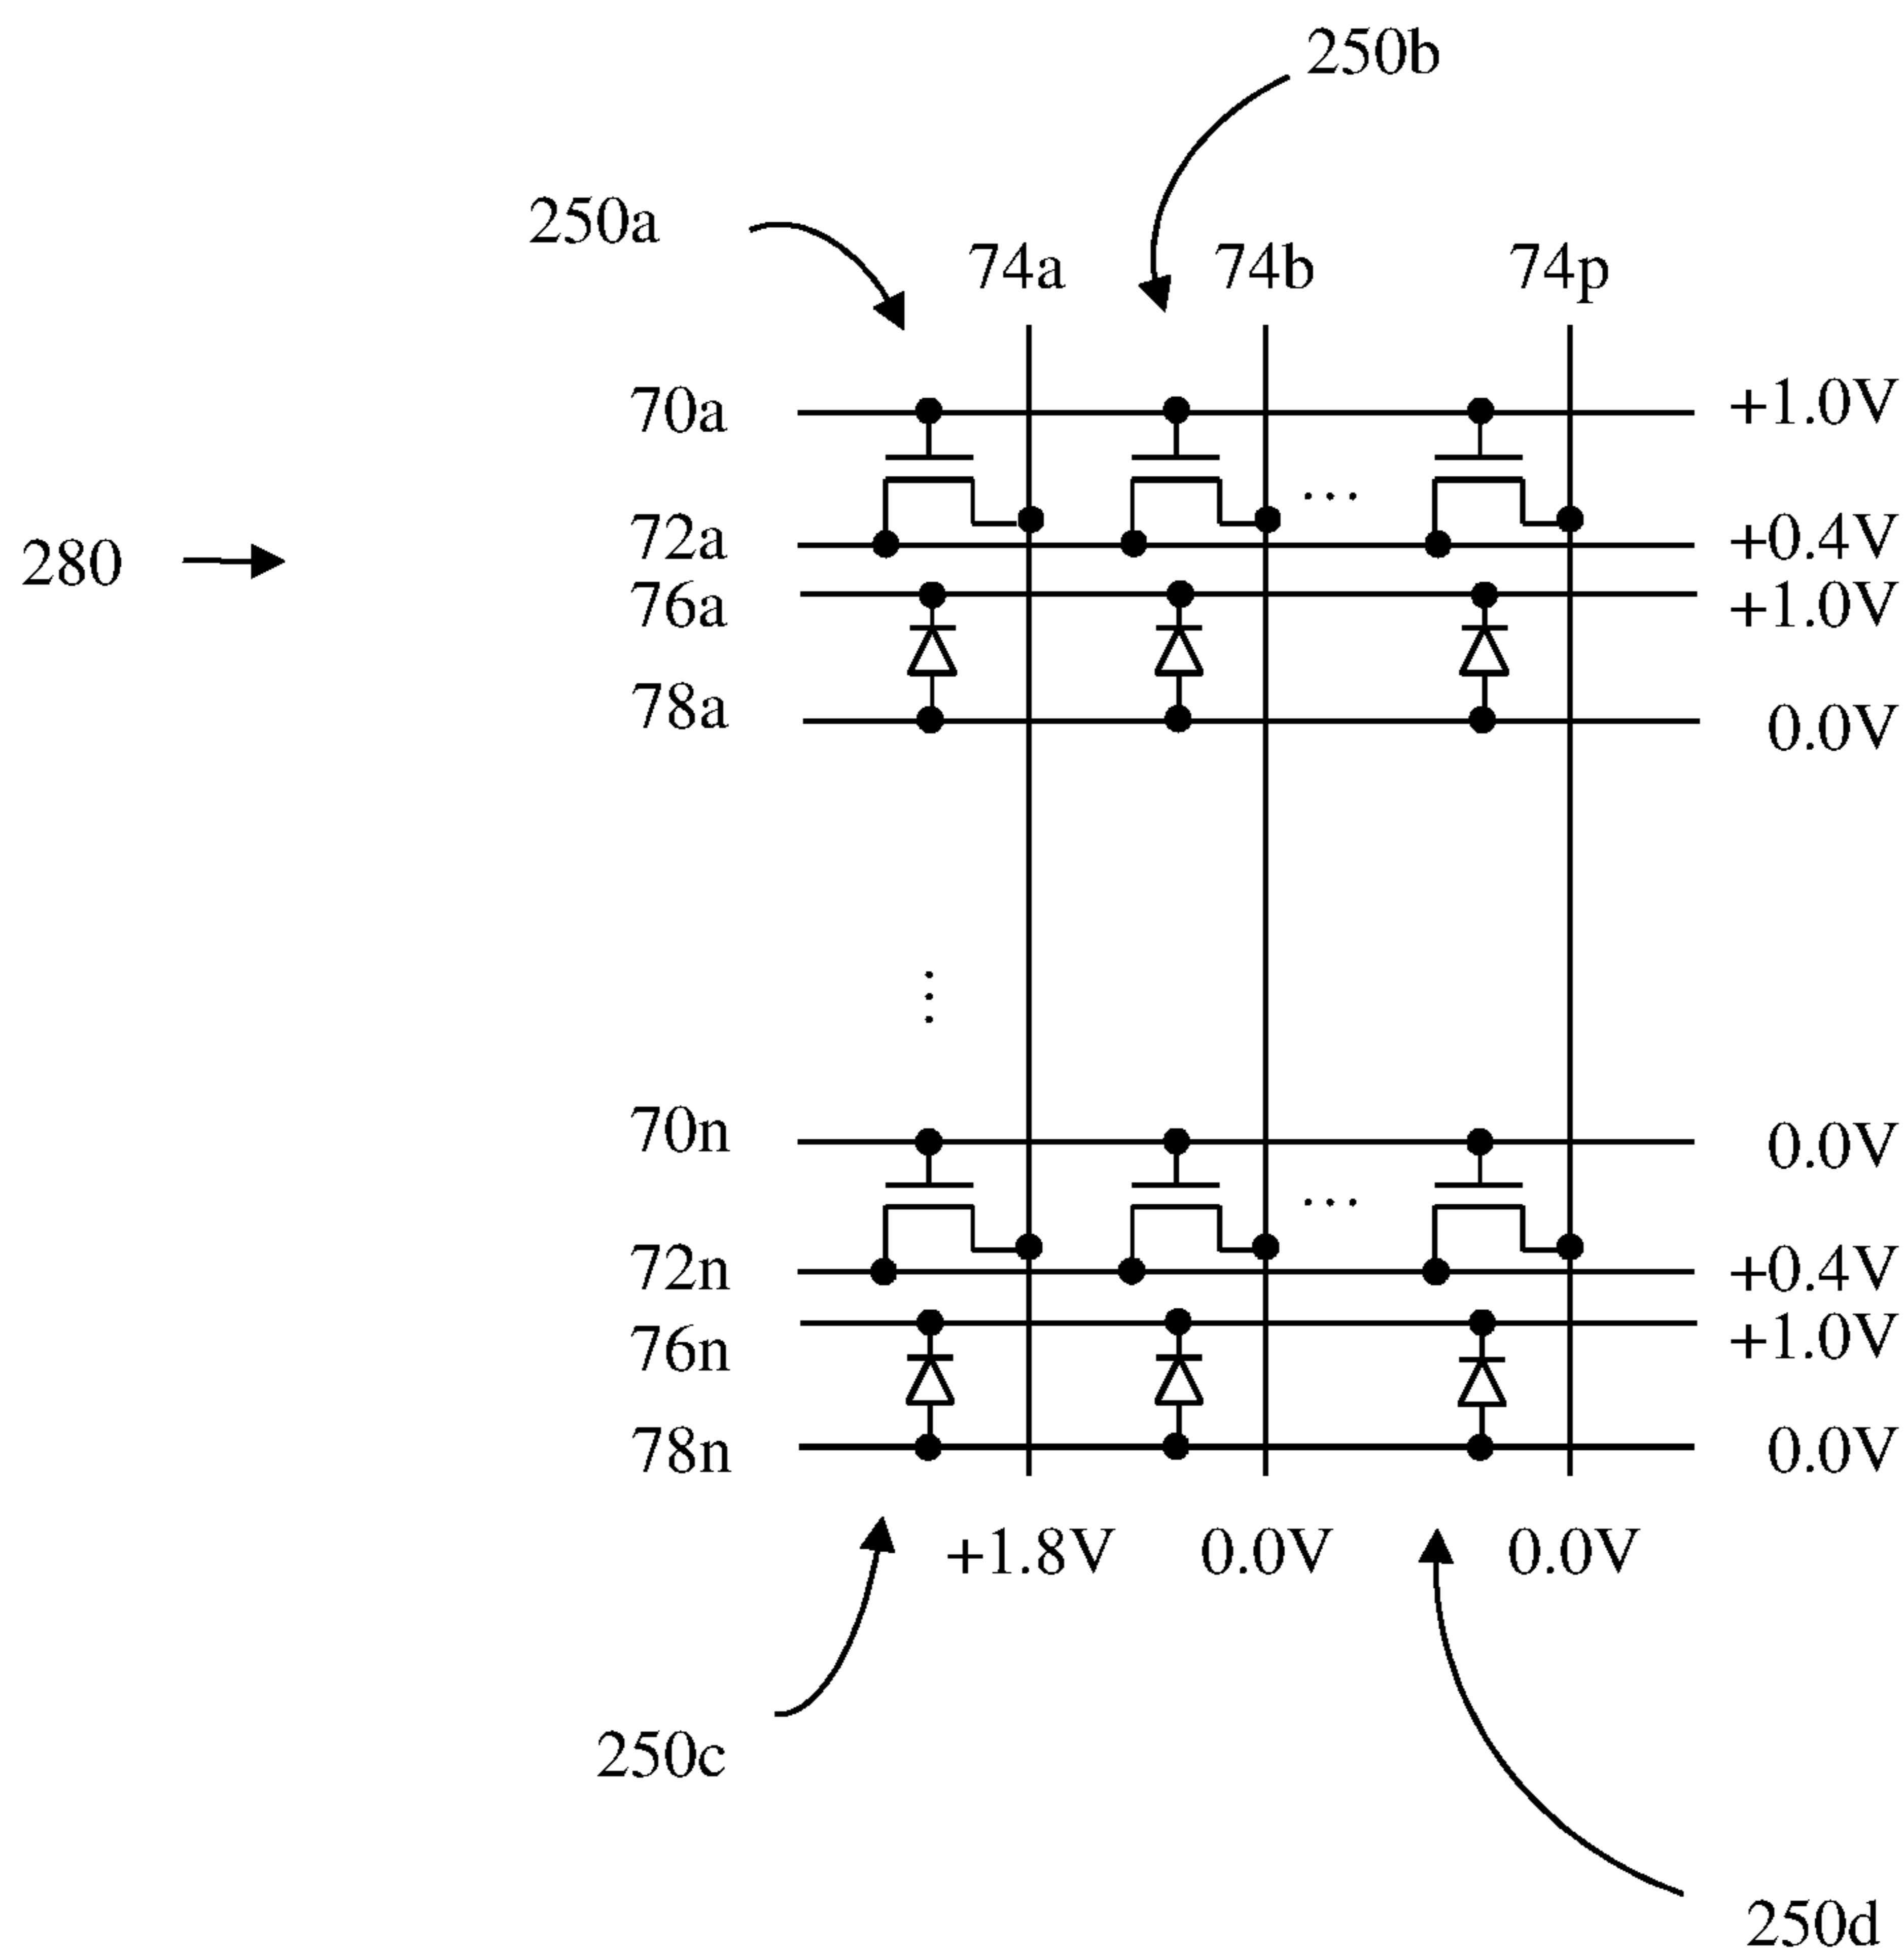 250b
250a
74a 74b 74p
70a +1.0V
...
72a +0.4V
280
76a +1.0V
78a 0.0V
...
70n 0.0V
...
72n +0.4V
76n +1.0V
78n 0.0V
+1.8V 0.0V 0.0V
250c
250d